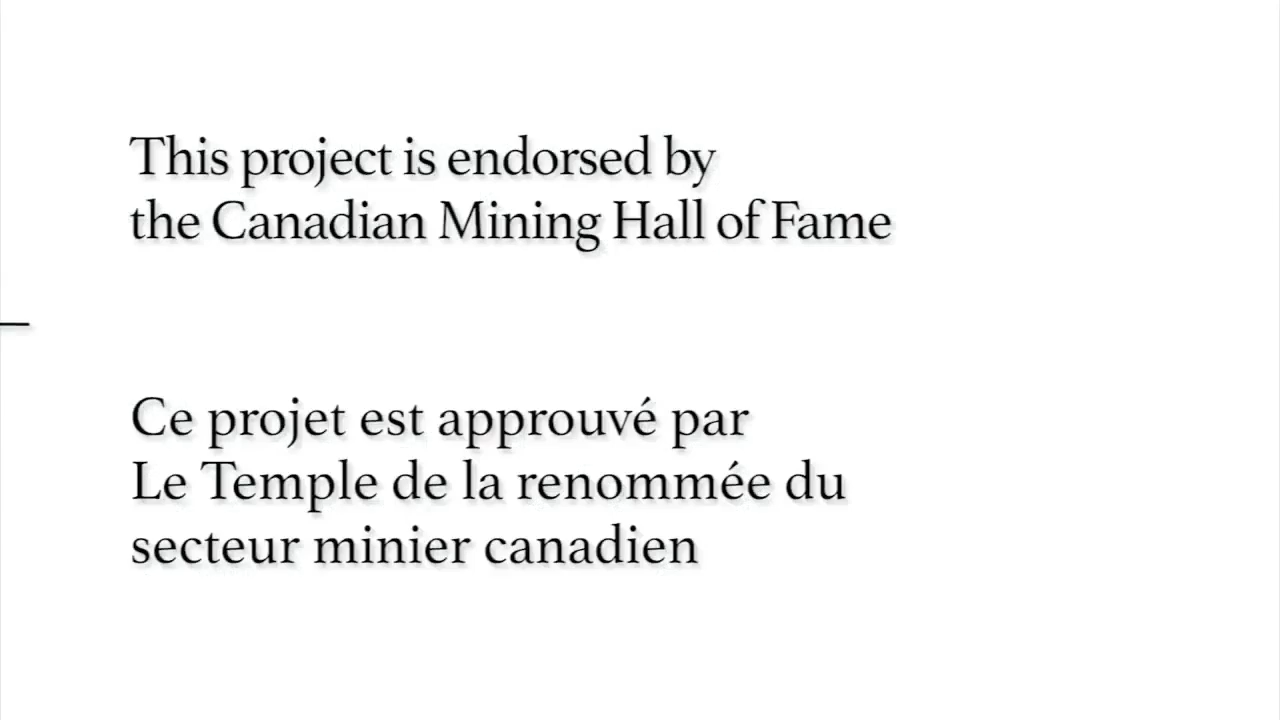 This project is endorsed by
the Canadian Mining Hall of Fame
Ce projet est approuvé par
Le Temple de la renommée du
secteur minier canadien